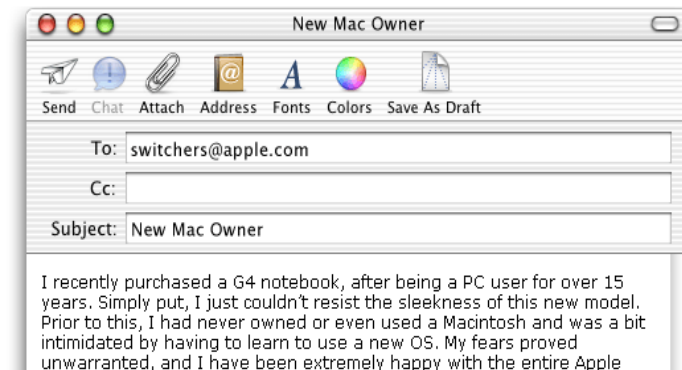 New Mac Owner
Send Chat Attach Address Fonts Colors Save As Draft
To: switchers@apple.com
Cc:
Subject: New Mac Owner
I recently purchased a G4 notebook, after being a PC user for over 15
years. Simply put, I just couldn't resist the sleekness of this new model.
Prior to this, I had never owned or even used a Macintosh and was a bit
intimidated by having to learn to use a new OS. My fears proved
unwarranted, and I have been extremely happy with the entire Apple